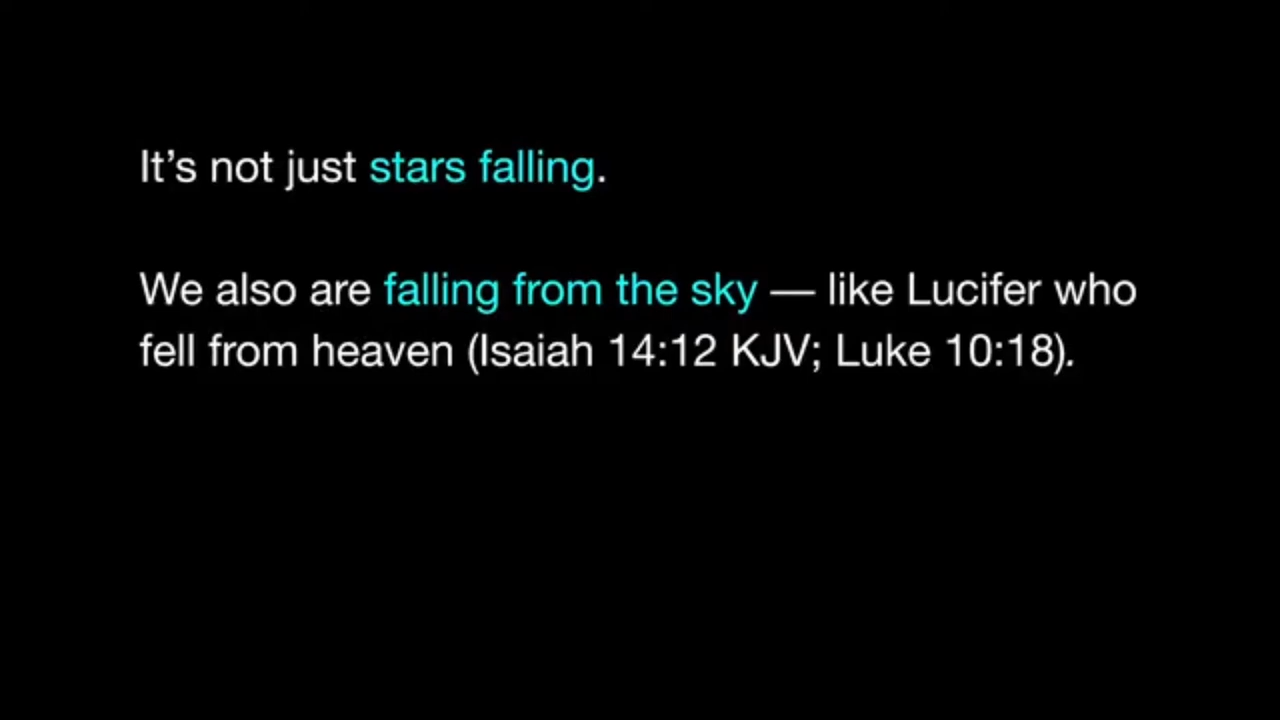 It’s not just stars falling.
We also are falling from the sky — like Lucifer who
fell from heaven (Isaiah 14:12 KJV; Luke 10:18).